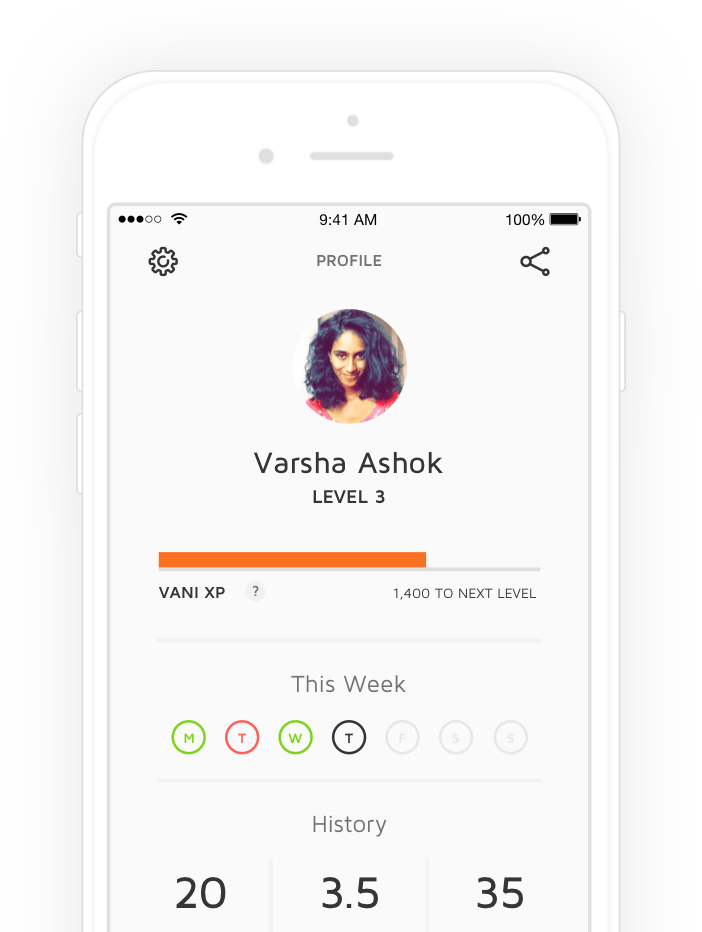 9:41 AM 100%
PROFILE
Varsha Ashok
LEVEL 3
VANI XP ? 1,400 TO NEXT LEVEL
This Week
M T W T F S S
History
20 3.5 35